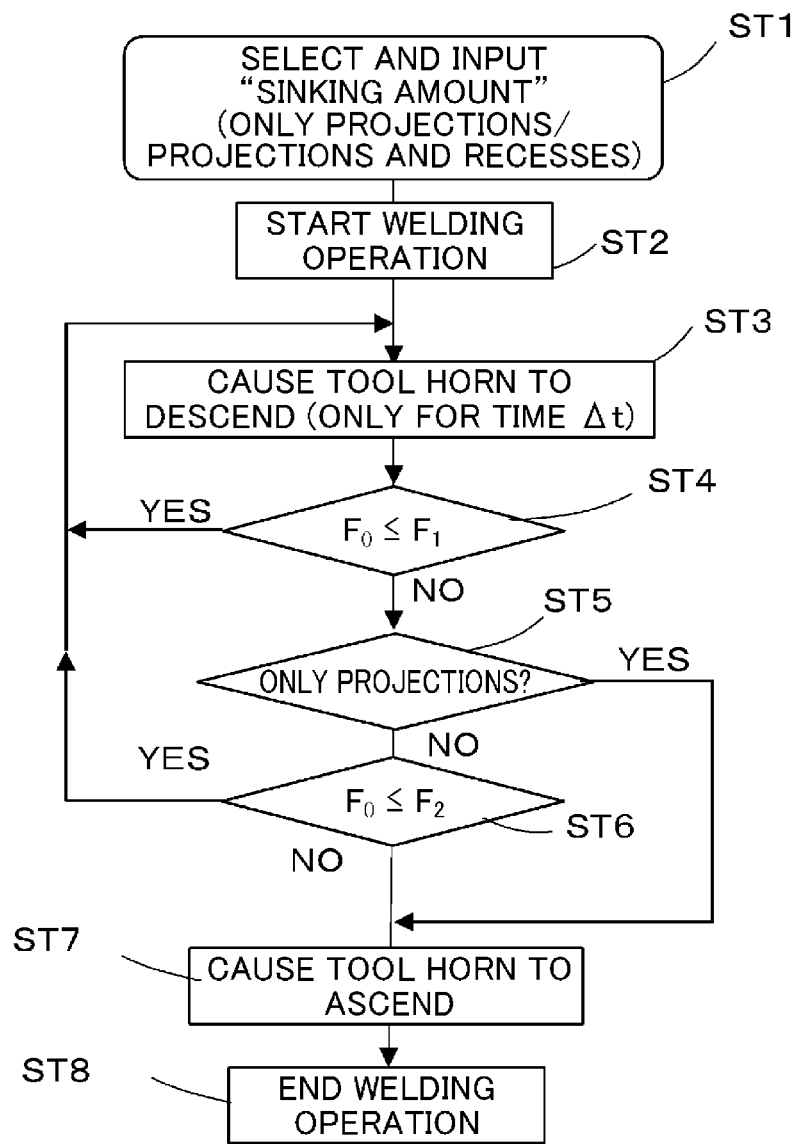 ST1
SELECT AND INPUT
“SINKING AMOUNT”
(ONLY PROJECTIONS/
PROJECTIONS AND RECESSES)
START WELDING
OPERATION
ST2
ST3
CAUSE TOOL HORN TO
DESCEND (ONLY FOR TIME Δt)
ST4
YES
F₀ ≦ F₁
NO
ST5
ONLY PROJECTIONS?
YES
NO
YES
F₀ ≦ F₂
ST6
NO
ST7
CAUSE TOOL HORN TO
ASCEND
ST8
END WELDING
OPERATION